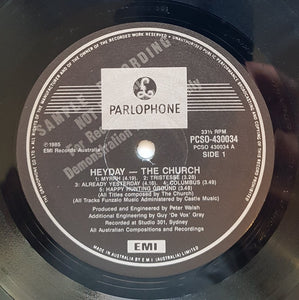 PARLOPHONE
33⅓ RPM
PCSO-430034
PCSO 430034 A
SIDE 1
℗ 1985
EMI Records Australia
HEYDAY — THE CHURCH
1 MYRRH (4.19) 2 TRISTESSE (3.28)
3 ALREADY YESTERDAY (4.15) 4 COLUMBUS (3.49)
5 HAPPY HUNTING GROUND (5.48)
(All titles Composed by The Church)
(All Tracks Funzalo Music Administered by Castle Music)
Produced and Engineered by Peter Walsh
Additional Engineering by Guy 'De Vos' Gray
Recorded at Studio 301, Sydney
All Australian Compositions and Recordings
EMI
MADE IN AUSTRALIA BY E M I (AUSTRALIA) LIMITED
SAMPLE RECORDING
Demonstration